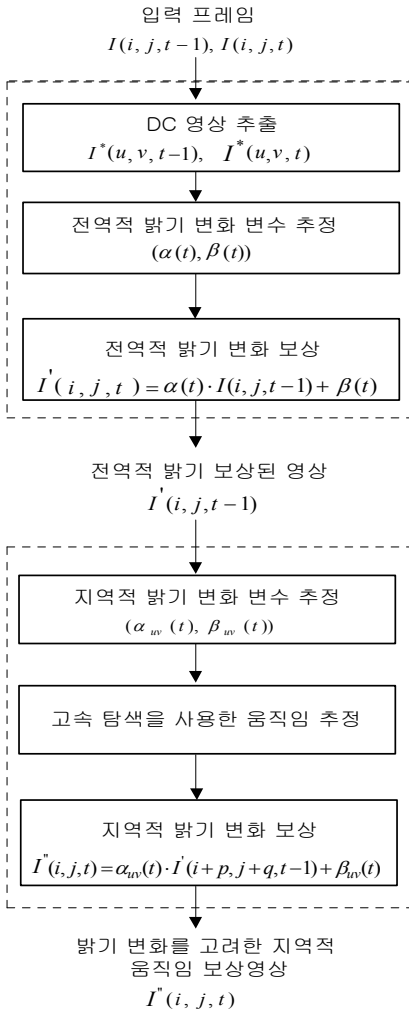 입력 프레임
I(i, j, t−1), I(i, j, t)
DC 영상 추출
I*(u, v, t−1), I*(u, v, t)
전역적 밝기 변화 변수 추정
(α(t), β(t))
전역적 밝기 변화 보상
I'(i, j, t) = α(t)·I(i, j, t−1) + β(t)
전역적 밝기 보상된 영상
I'(i, j, t−1)
지역적 밝기 변화 변수 추정
(α_uv(t), β_uv(t))
고속 탐색을 사용한 움직임 추정
지역적 밝기 변화 보상
I"(i, j, t) = α_uv(t)·I'(i+p, j+q, t−1) + β_uv(t)
밝기 변화를 고려한 지역적
움직임 보상영상
I"(i, j, t)